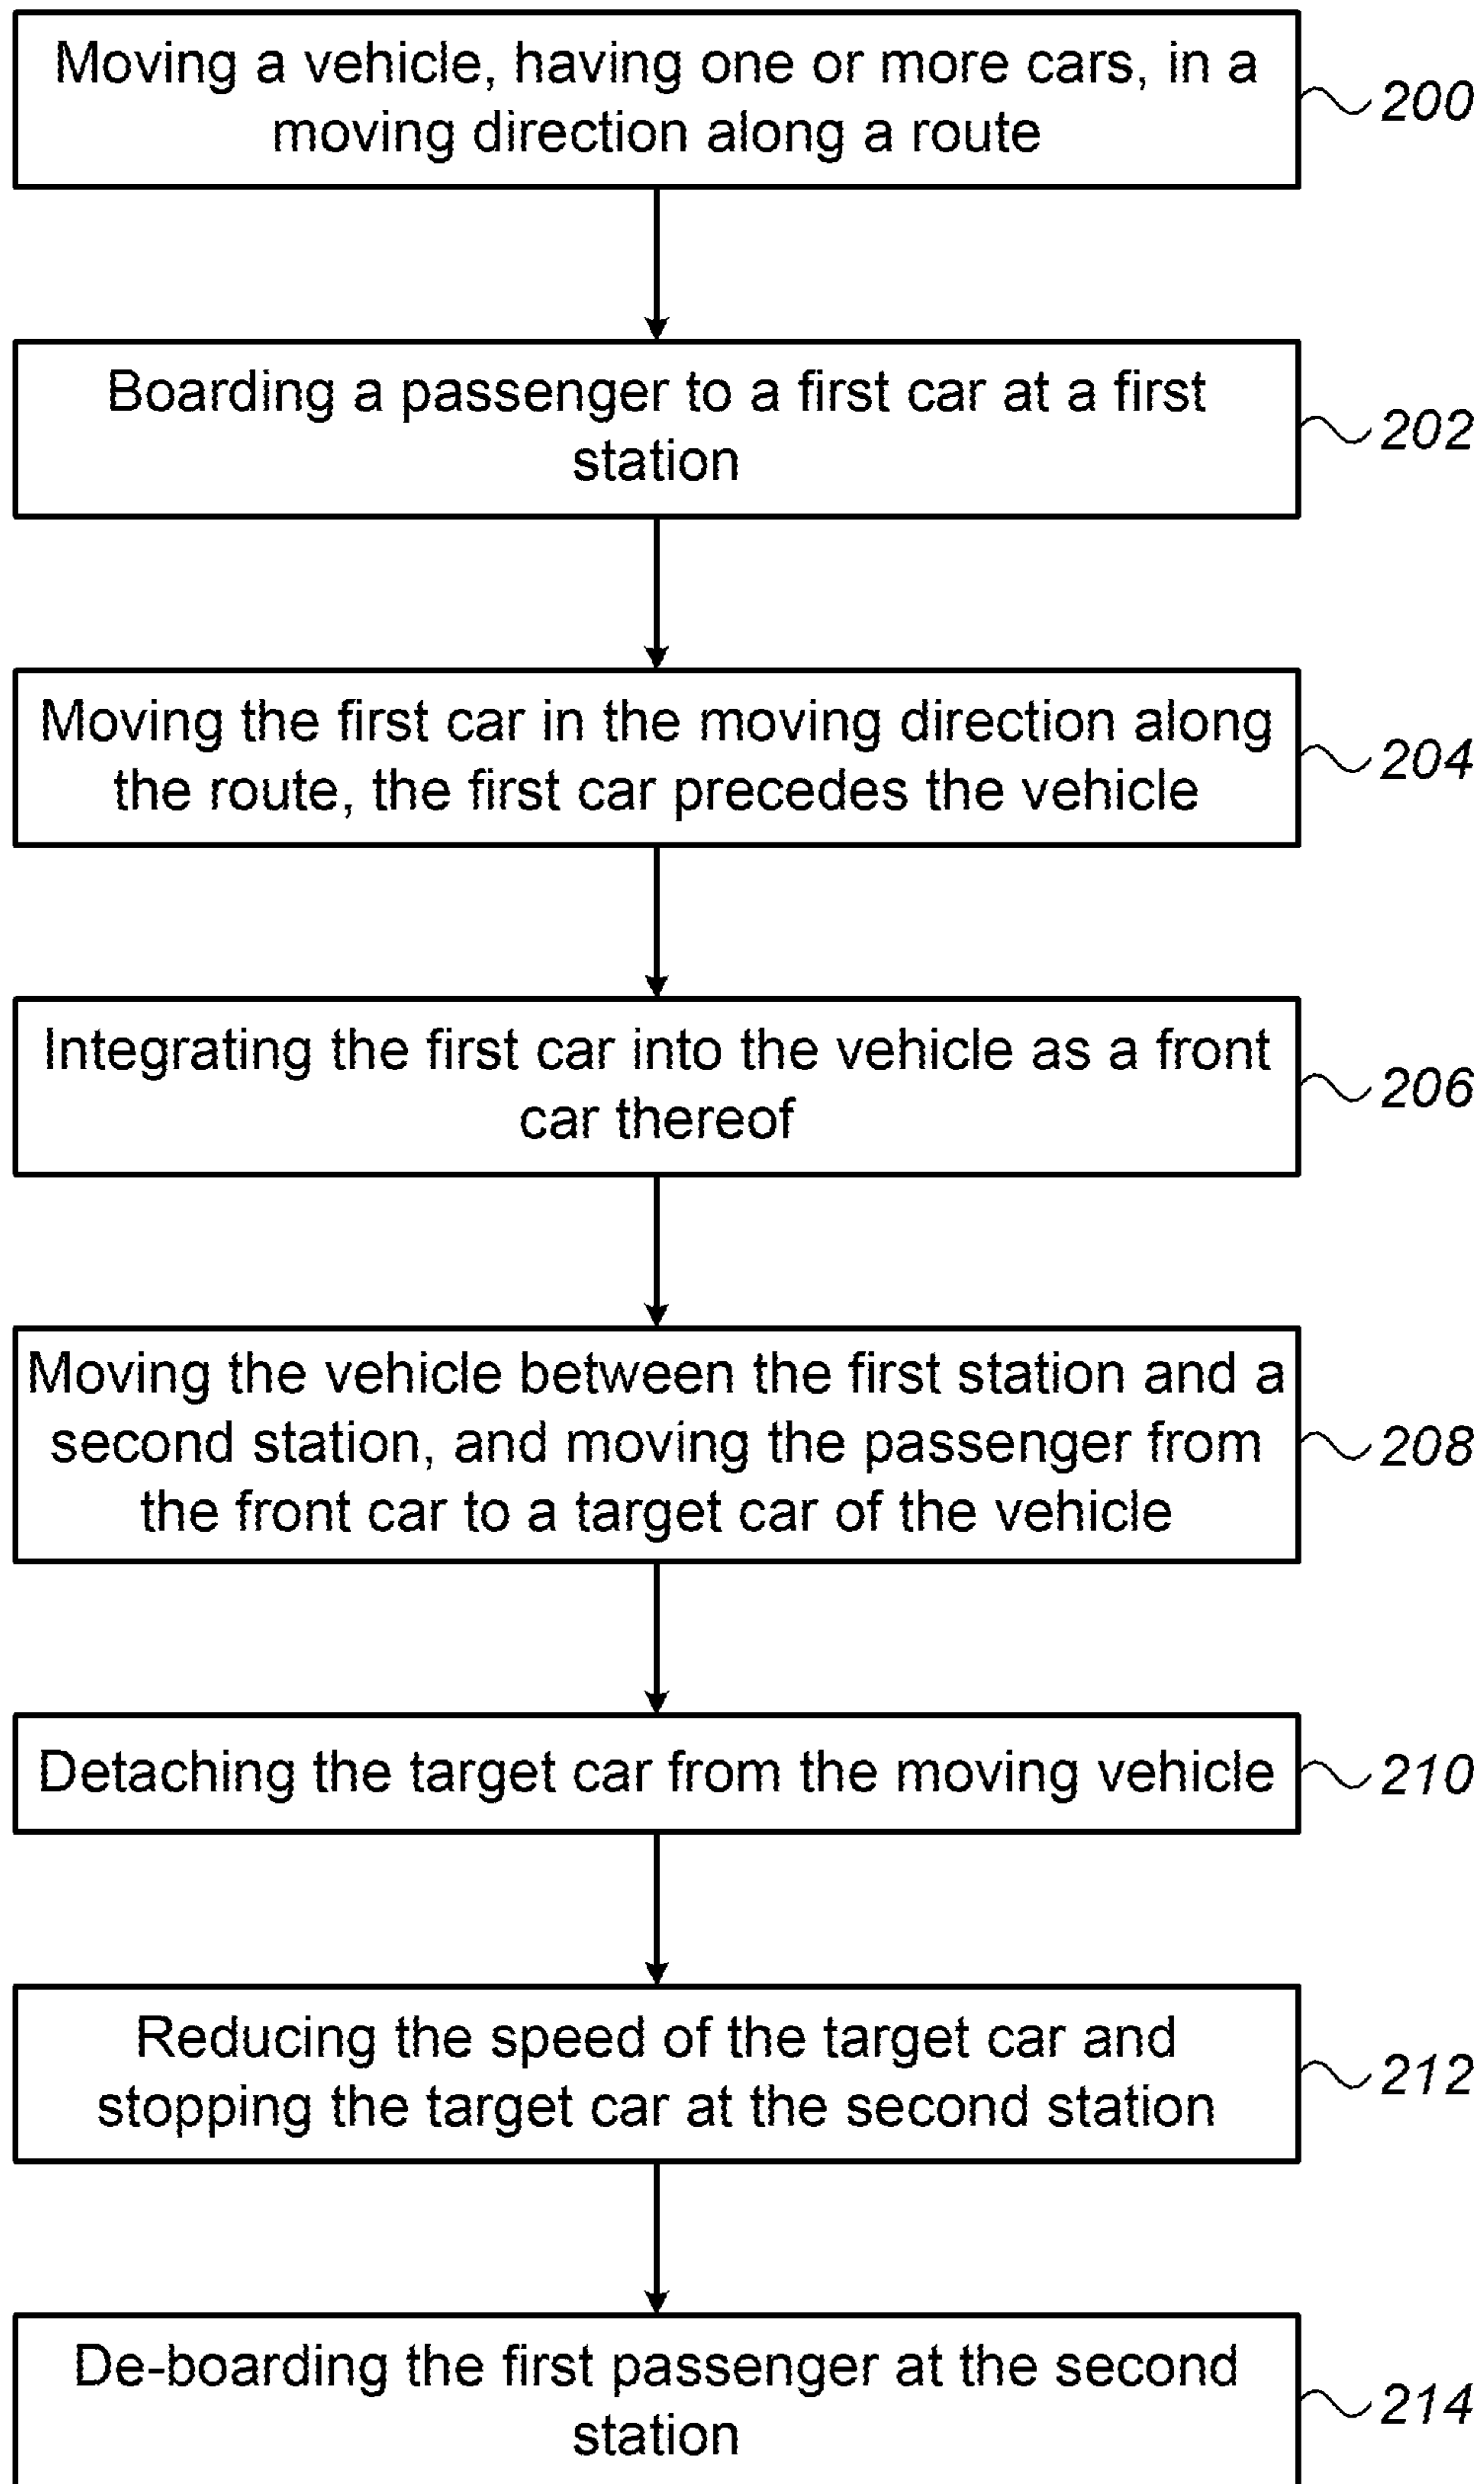 Moving a vehicle, having one or more cars, in a
moving direction along a route
200
Boarding a passenger to a first car at a first
station
202
Moving the first car in the moving direction along
the route, the first car precedes the vehicle
204
Integrating the first car into the vehicle as a front
car thereof
206
Moving the vehicle between the first station and a
second station, and moving the passenger from
the front car to a target car of the vehicle
208
Detaching the target car from the moving vehicle
210
Reducing the speed of the target car and
stopping the target car at the second station
212
De-boarding the first passenger at the second
station
214